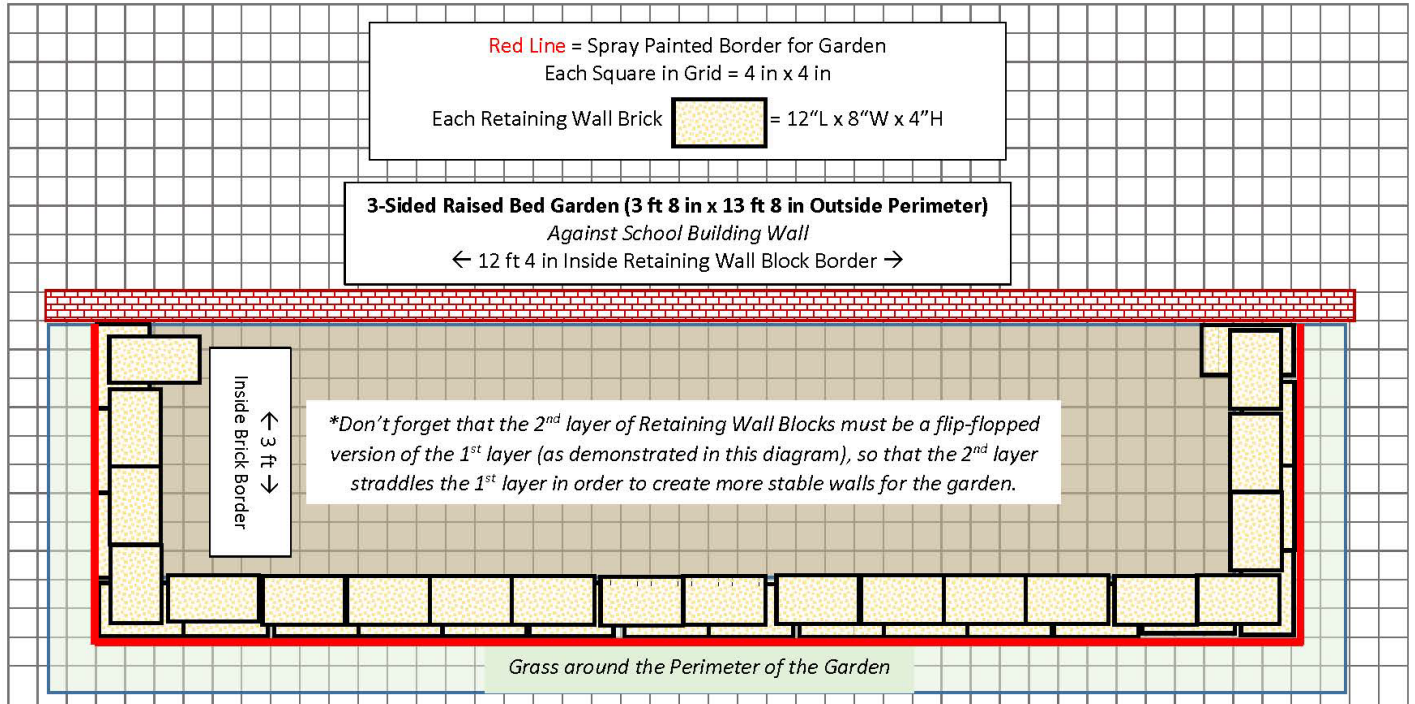 Red Line = Spray Painted Border for Garden
Each Square in Grid = 4 in x 4 in
Each Retaining Wall Brick = 12“L x 8“W x 4”H
3-Sided Raised Bed Garden (3 ft 8 in x 13 ft 8 in Outside Perimeter)
Against School Building Wall
← 12 ft 4 in Inside Retaining Wall Block Border →
← 3 ft →
Inside Brick Border
*Don’t forget that the 2nd layer of Retaining Wall Blocks must be a flip-flopped
version of the 1st layer (as demonstrated in this diagram), so that the 2nd layer
straddles the 1st layer in order to create more stable walls for the garden.
Grass around the Perimeter of the Garden